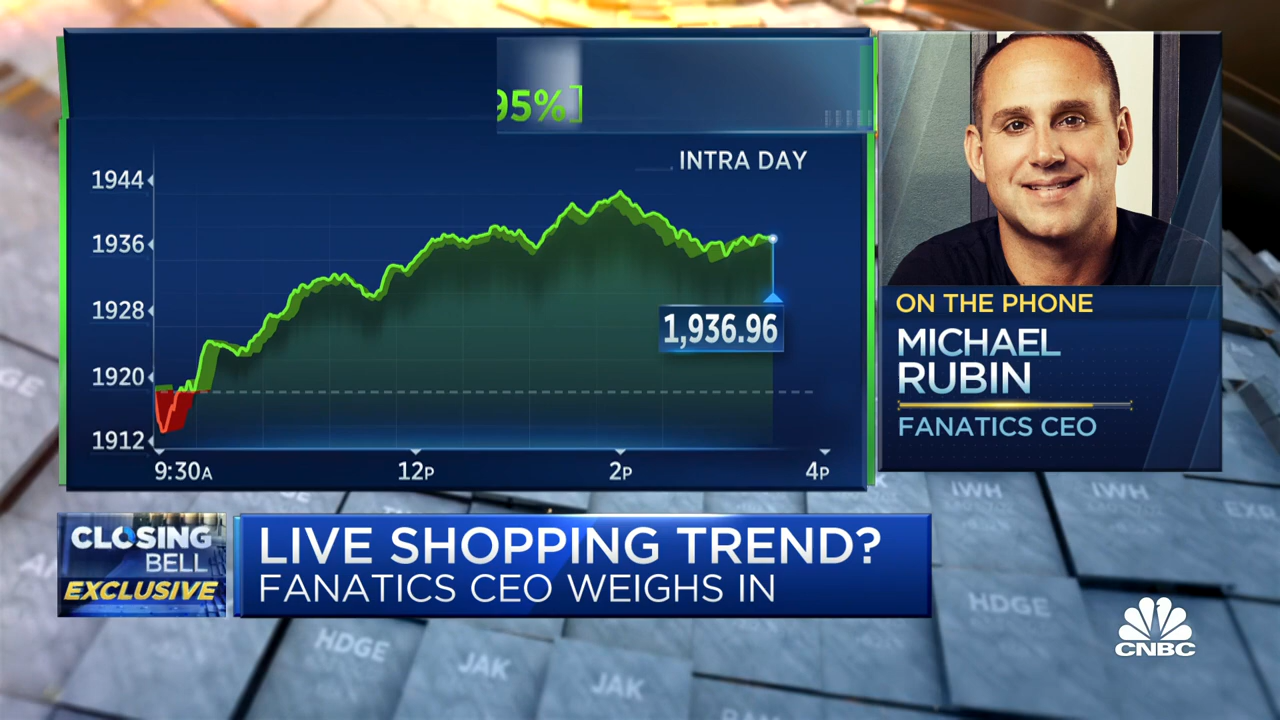 95%]
INTRA DAY
1944
1936
1928
1920
1912
1,936.96
9:30A
12P
2P
4P
ON THE PHONE
MICHAEL
RUBIN
FANATICS CEO
CLOSING
BELL
EXCLUSIVE
LIVE SHOPPING TREND?
FANATICS CEO WEIGHS IN
CNBC
IWH
IWH
EXP
HDGE
HDGE
JAK
JAK